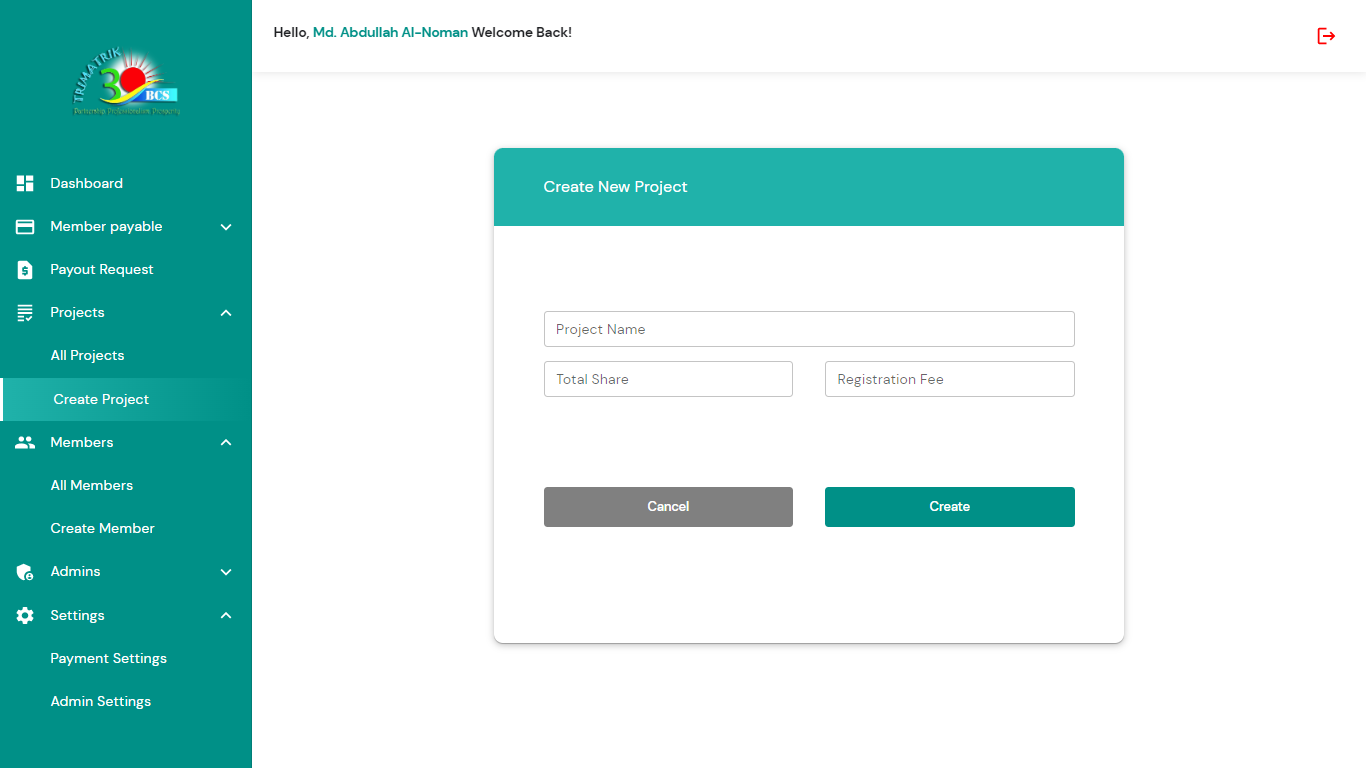 TRIMATRIK
30
BCS
Hello, Md. Abdullah Al-Noman Welcome Back!
Dashboard
Member payable
Payout Request
Projects
All Projects
Create Project
Members
All Members
Create Member
Admins
Settings
Payment Settings
Admin Settings
Create New Project
Project Name
Total Share
Registration Fee
Cancel
Create